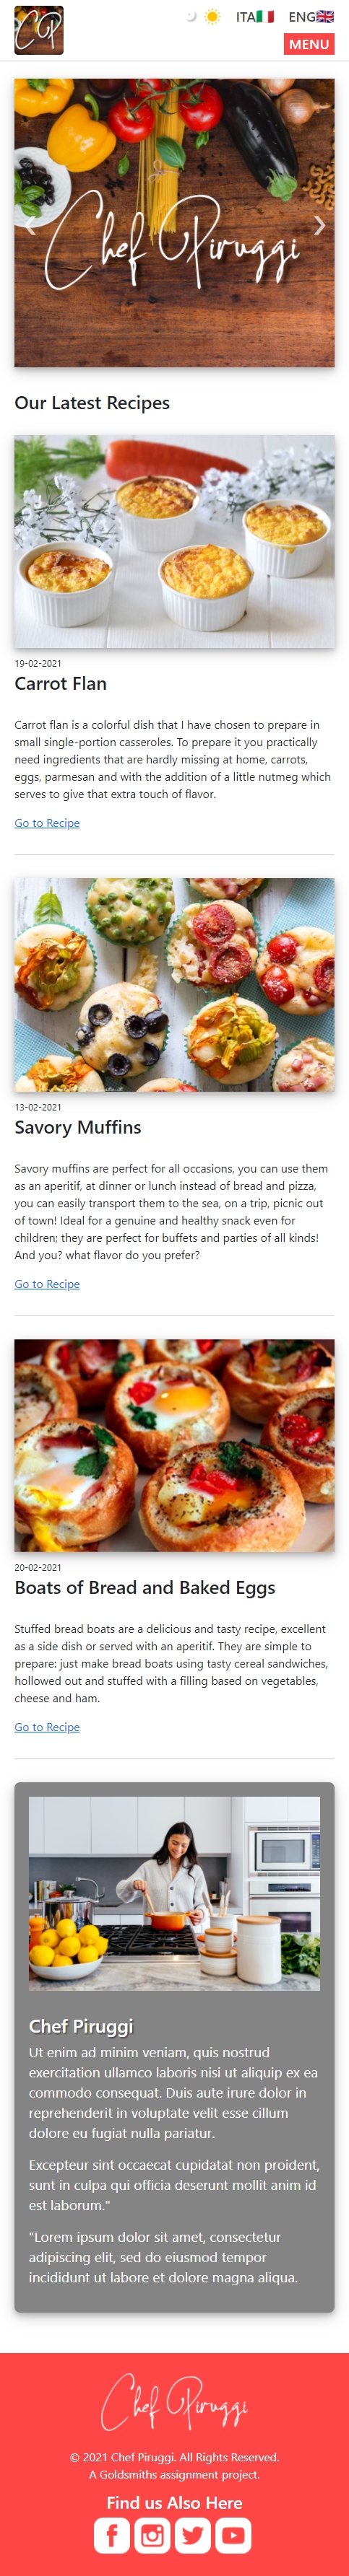 CP
ITA ENG
MENU
Chef Piruggi
Our Latest Recipes
19-02-2021
Carrot Flan
Carrot flan is a colorful dish that I have chosen to prepare in
small single-portion casseroles. To prepare it you practically
need ingredients that are hardly missing at home, carrots,
eggs, parmesan and with the addition of a little nutmeg which
serves to give that extra touch of flavor.
Go to Recipe
13-02-2021
Savory Muffins
Savory muffins are perfect for all occasions, you can use them
as an aperitif, at dinner or lunch instead of bread and pizza,
you can easily transport them to the sea, on a trip, picnic out
of town! Ideal for a genuine and healthy snack even for
children; they are perfect for buffets and parties of all kinds!
And you? what flavor do you prefer?
Go to Recipe
20-02-2021
Boats of Bread and Baked Eggs
Stuffed bread boats are a delicious and tasty recipe, excellent
as a side dish or served with an aperitif. They are simple to
prepare: just make bread boats using tasty cereal sandwiches,
hollowed out and stuffed with a filling based on vegetables,
cheese and ham.
Go to Recipe
Chef Piruggi
Ut enim ad minim veniam, quis nostrud
exercitation ullamco laboris nisi ut aliquip ex ea
commodo consequat. Duis aute irure dolor in
reprehenderit in voluptate velit esse cillum
dolore eu fugiat nulla pariatur.
Excepteur sint occaecat cupidatat non proident,
sunt in culpa qui officia deserunt mollit anim id
est laborum."
"Lorem ipsum dolor sit amet, consectetur
adipiscing elit, sed do eiusmod tempor
incididunt ut labore et dolore magna aliqua.
Chef Piruggi
© 2021 Chef Piruggi. All Rights Reserved.
A Goldsmiths assignment project.
Find us Also Here